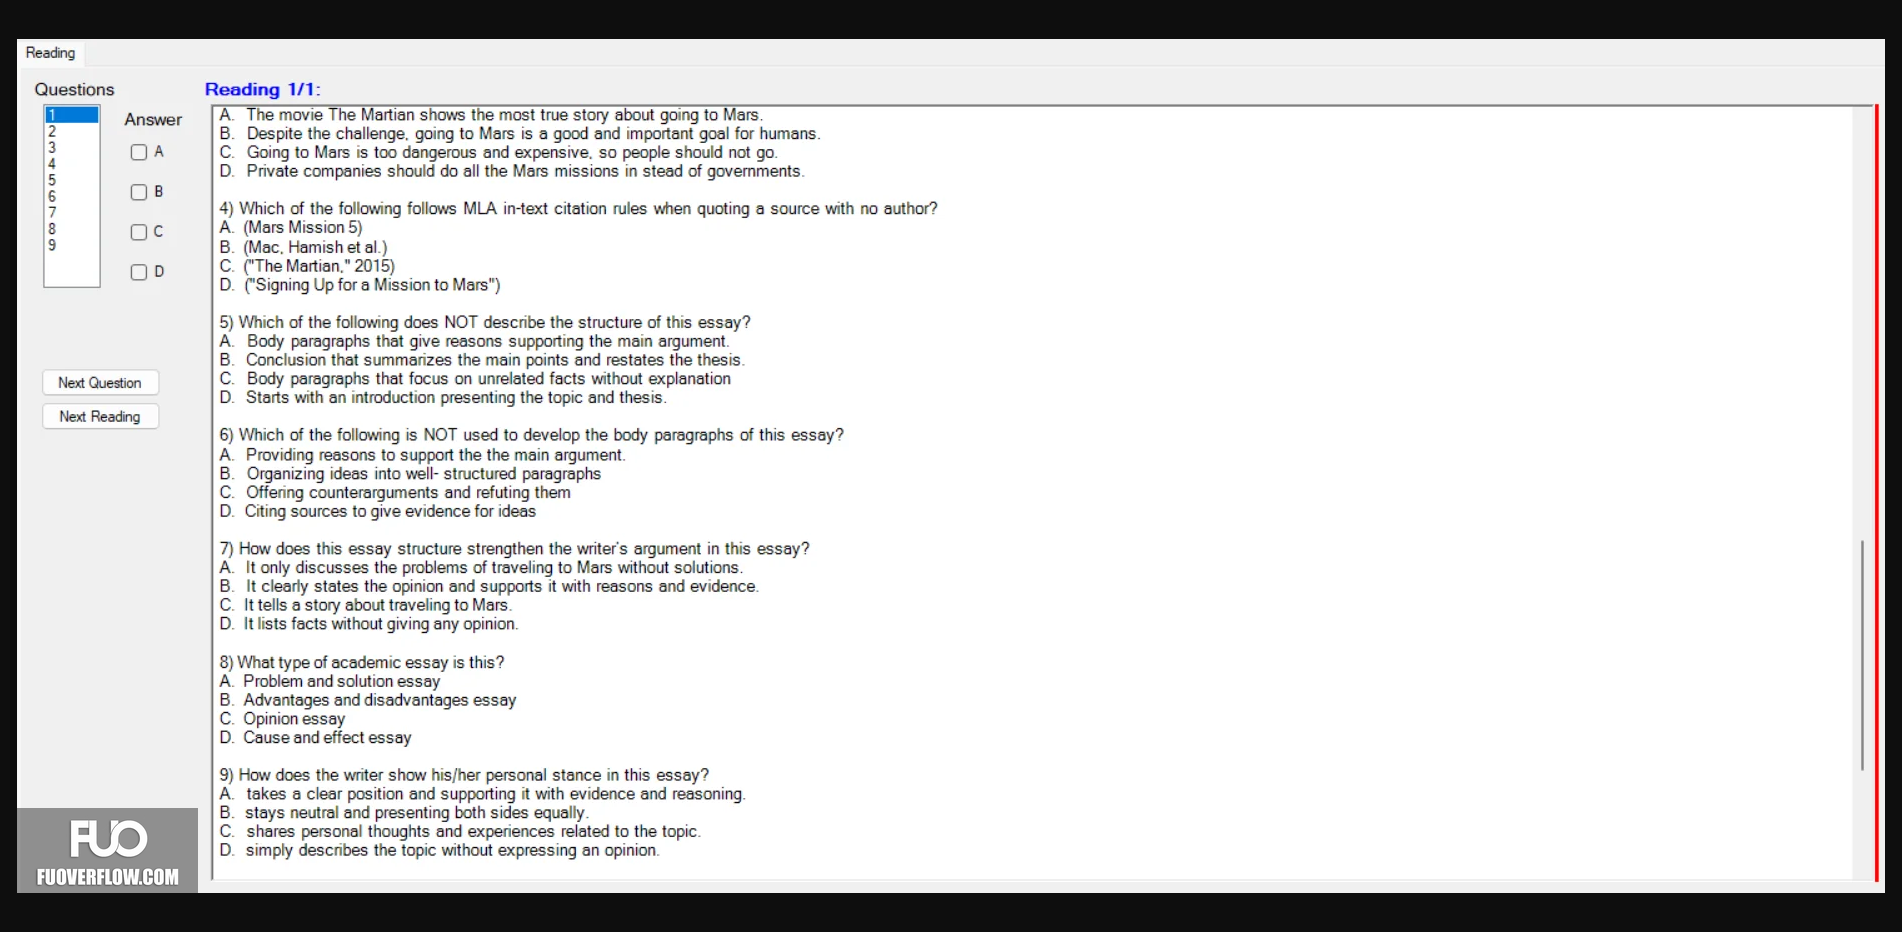 Reading
Questions
Reading 1/1:
1
2
3
4
5
6
7
8
9
Answer
A
B
C
D
Next Question
Next Reading
A. The movie The Martian shows the most true story about going to Mars.
B. Despite the challenge, going to Mars is a good and important goal for humans.
C. Going to Mars is too dangerous and expensive, so people should not go.
D. Private companies should do all the Mars missions in stead of governments.
4) Which of the following follows MLA in-text citation rules when quoting a source with no author?
A. (Mars Mission 5)
B. (Mac, Hamish et al.)
C. ("The Martian," 2015)
D. ("Signing Up for a Mission to Mars")
5) Which of the following does NOT describe the structure of this essay?
A. Body paragraphs that give reasons supporting the main argument.
B. Conclusion that summarizes the main points and restates the thesis.
C. Body paragraphs that focus on unrelated facts without explanation
D. Starts with an introduction presenting the topic and thesis.
6) Which of the following is NOT used to develop the body paragraphs of this essay?
A. Providing reasons to support the the main argument.
B. Organizing ideas into well- structured paragraphs
C. Offering counterarguments and refuting them
D. Citing sources to give evidence for ideas
7) How does this essay structure strengthen the writer's argument in this essay?
A. It only discusses the problems of traveling to Mars without solutions.
B. It clearly states the opinion and supports it with reasons and evidence.
C. It tells a story about traveling to Mars.
D. It lists facts without giving any opinion.
8) What type of academic essay is this?
A. Problem and solution essay
B. Advantages and disadvantages essay
C. Opinion essay
D. Cause and effect essay
9) How does the writer show his/her personal stance in this essay?
A. takes a clear position and supporting it with evidence and reasoning.
B. stays neutral and presenting both sides equally.
C. shares personal thoughts and experiences related to the topic.
D. simply describes the topic without expressing an opinion.
FUO
FUOVERFLOW.COM